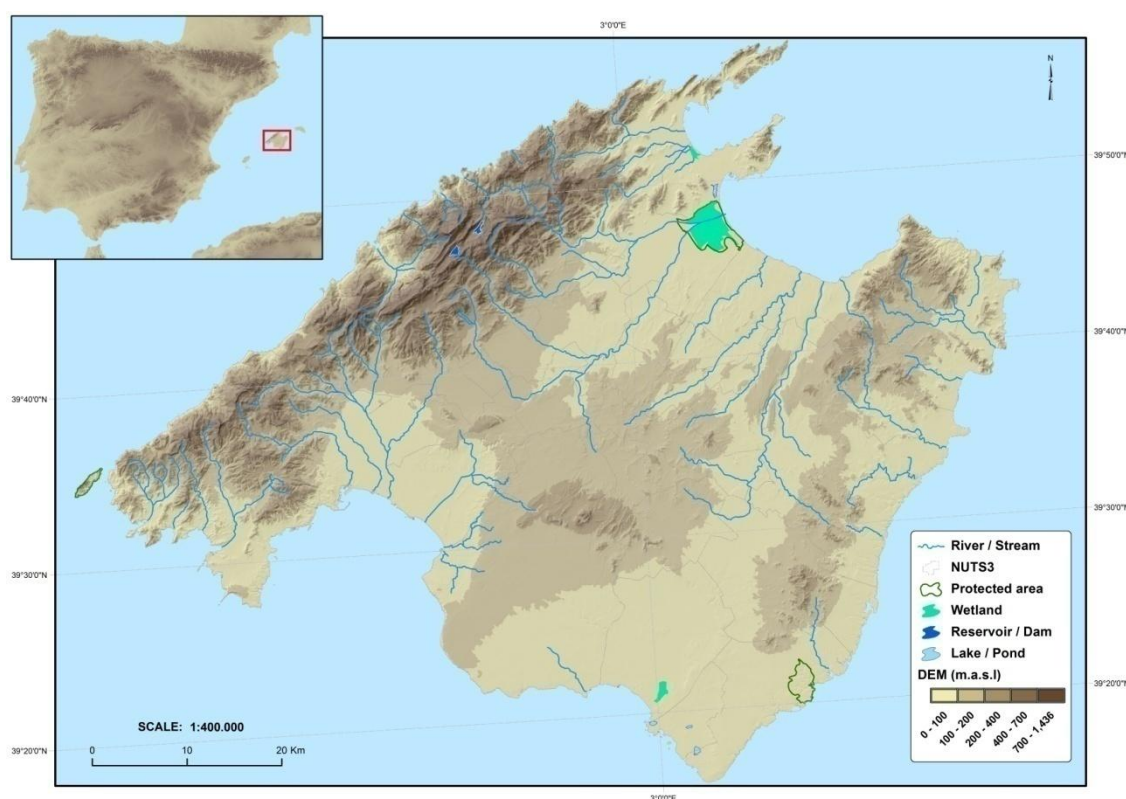 3°0'0"E
N
39°50'0"N
39°40'0"N
39°40'0"N
39°30'0"N
39°30'0"N
39°20'0"N
39°20'0"N
River / Stream
NUTS3
Protected area
Wetland
Reservoir / Dam
Lake / Pond
DEM (m.a.s.l)
0 - 100
100 - 200
200 - 400
400 - 700
700 - 1,436
SCALE: 1:400.000
0 10 20 Km
3°0'0"E